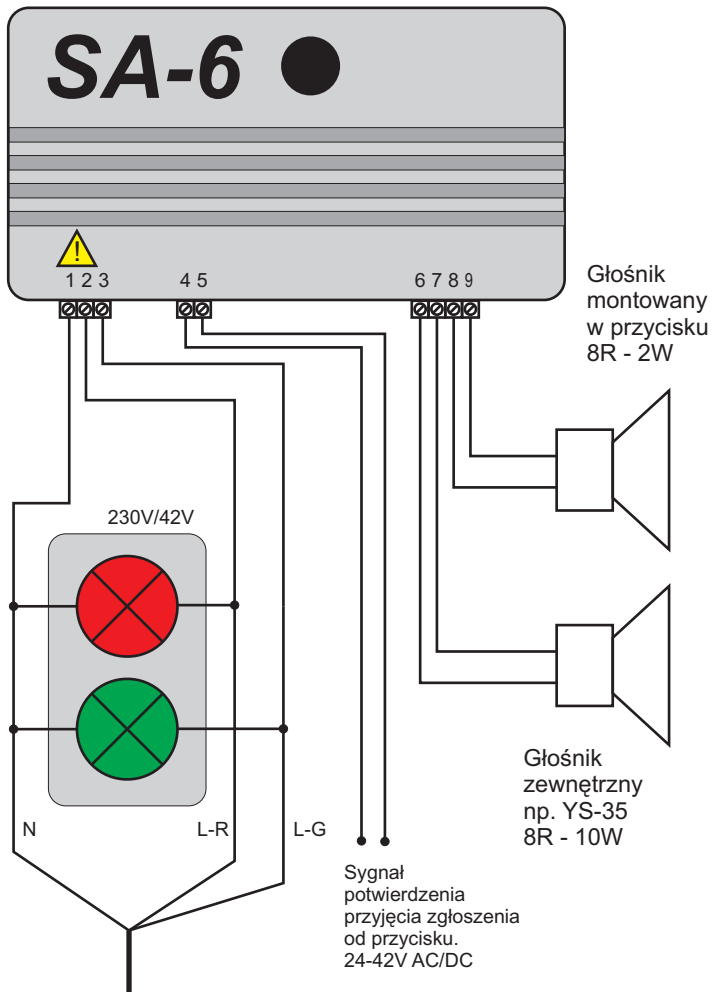 SA-6
!
1 2 3
4 5
6 7 8 9
Głośnik
montowany
w przycisku
8R - 2W
230V/42V
N
L-R
L-G
Głośnik
zewnętrzny
np. YS-35
8R - 10W
Sygnał
potwierdzenia
przyjęcia zgłoszenia
od przycisku.
24-42V AC/DC